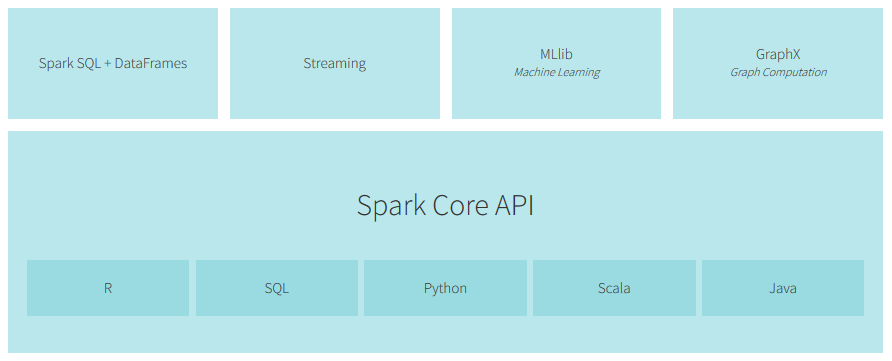 Spark SQL + DataFrames
Streaming
MLlib
Machine Learning
GraphX
Graph Computation
Spark Core API
R
SQL
Python
Scala
Java